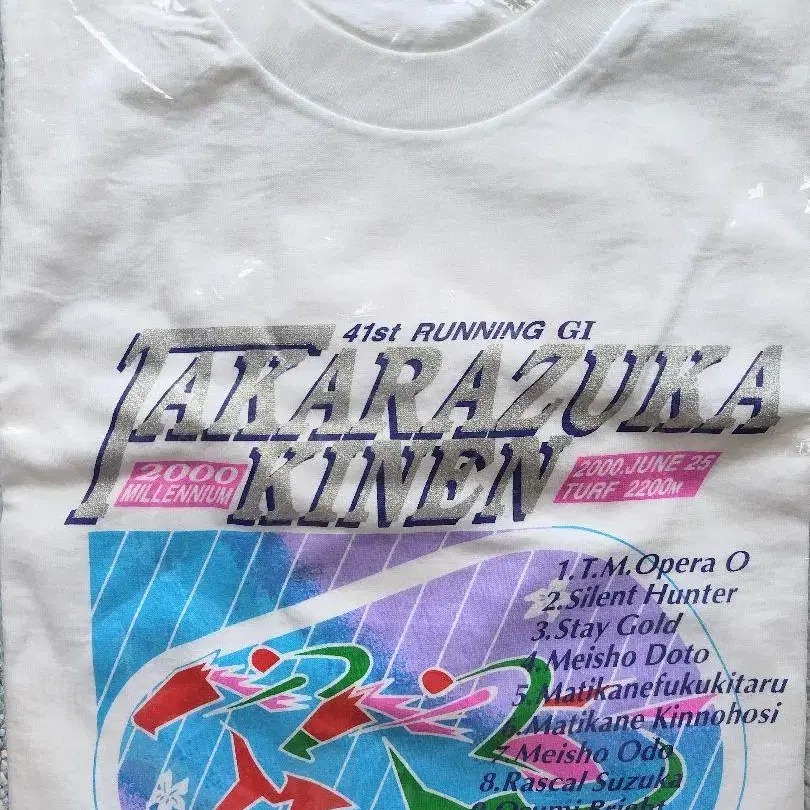 41st RUNNING GI
TAKARAZUKA
KINEN
2000
MILLENNIUM
2000.JUNE 25
TURF 2200M
1.T.M.Opera O
2.Silent Hunter
3.Stay Gold
4.Meisho Doto
5.Matikanefukukitaru
6.Matikane Kinnohosi
7.Meisho Odo
8.Rascal Suzuka